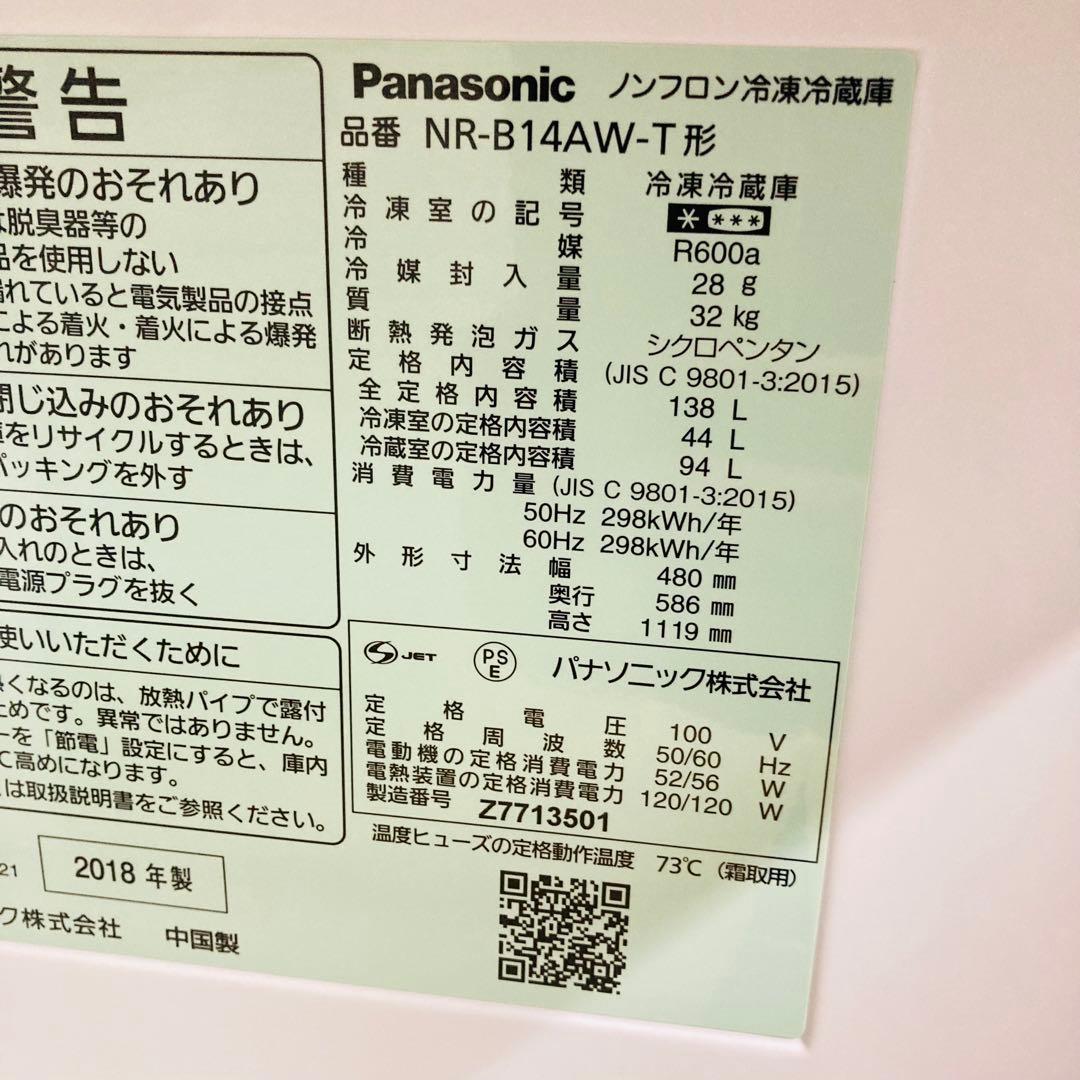 警告
爆発のおそれあり
脱臭器等の
品を使用しない
れていると電気製品の接点
による着火・着火による爆発
れがあります
閉じ込みのおそれあり
をリサイクルするときは、
パッキングを外す
のおそれあり
入れのときは、
電源プラグを抜く
使いいただくために
くなるのは、放熱パイプで露付
ためです。異常ではありません。
ーを「節電」設定にすると、庫内
て高めになります。
は取扱説明書をご参照ください。
21
2018 年製
ク株式会社 中国製
Panasonic ノンフロン冷凍冷蔵庫
品番 NR-B14AW-T 形
種類 冷凍冷蔵庫
冷凍室の記号 * ***
冷媒 R600a
冷媒封入量 28 g
質量 32 kg
断熱発泡ガス シクロペンタン
定格内容積 (JIS C 9801-3:2015)
全定格内容積 138 L
冷凍室の定格内容積 44 L
冷蔵室の定格内容積 94 L
消費電力量 (JIS C 9801-3:2015)
50Hz 298kWh/年
60Hz 298kWh/年
外形寸法 幅 480 mm
奥行 586 mm
高さ 1119 mm
S JET PS E パナソニック株式会社
定格電圧 100 V
定格周波数 50/60 Hz
電動機の定格消費電力 52/56 W
電熱装置の定格消費電力 120/120 W
製造番号 Z7713501
温度ヒューズの定格動作温度 73℃ (霜取用)